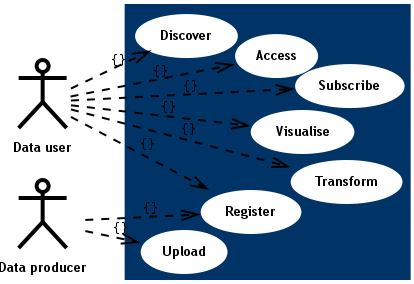 Discover
{}
Access
{}
Subscribe
{}
{}
Visualise
{}
Data user
{}
Transform
Register
{}
{}
Upload
Data producer